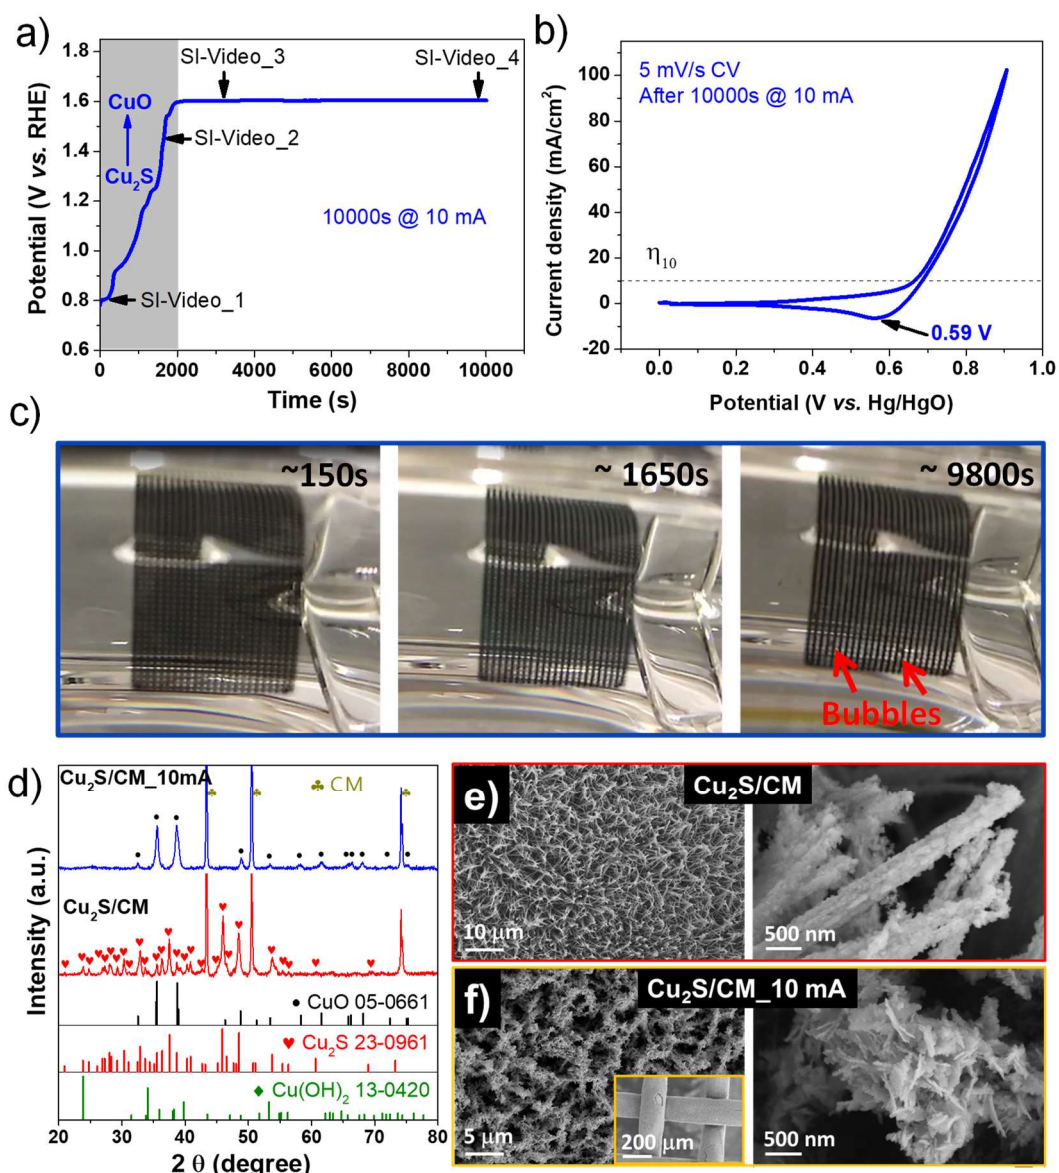 a)
1.8
1.6
1.4
1.2
1.0
0.8
0.6
Potential (V vs. RHE)
SI-Video_3
SI-Video_4
CuO
SI-Video_2
Cu₂S
10000s @ 10 mA
SI-Video_1
0 2000 4000 6000 8000 10000
Time (s)
b)
100
80
60
40
20
0
-20
Current density (mA/cm²)
5 mV/s CV
After 10000s @ 10 mA
η₁₀
0.59 V
0.0 0.2 0.4 0.6 0.8 1.0
Potential (V vs. Hg/HgO)
c)
~150s
~ 1650s
~ 9800s
Bubbles
d)
Intensity (a.u.)
Cu₂S/CM_10mA
♣ CM
Cu₂S/CM
• CuO 05-0661
♥ Cu₂S 23-0961
♦ Cu(OH)₂ 13-0420
20 30 40 50 60 70 80
2 θ (degree)
e)
Cu₂S/CM
10 μm
500 nm
f)
Cu₂S/CM_10 mA
5 μm
200 μm
500 nm